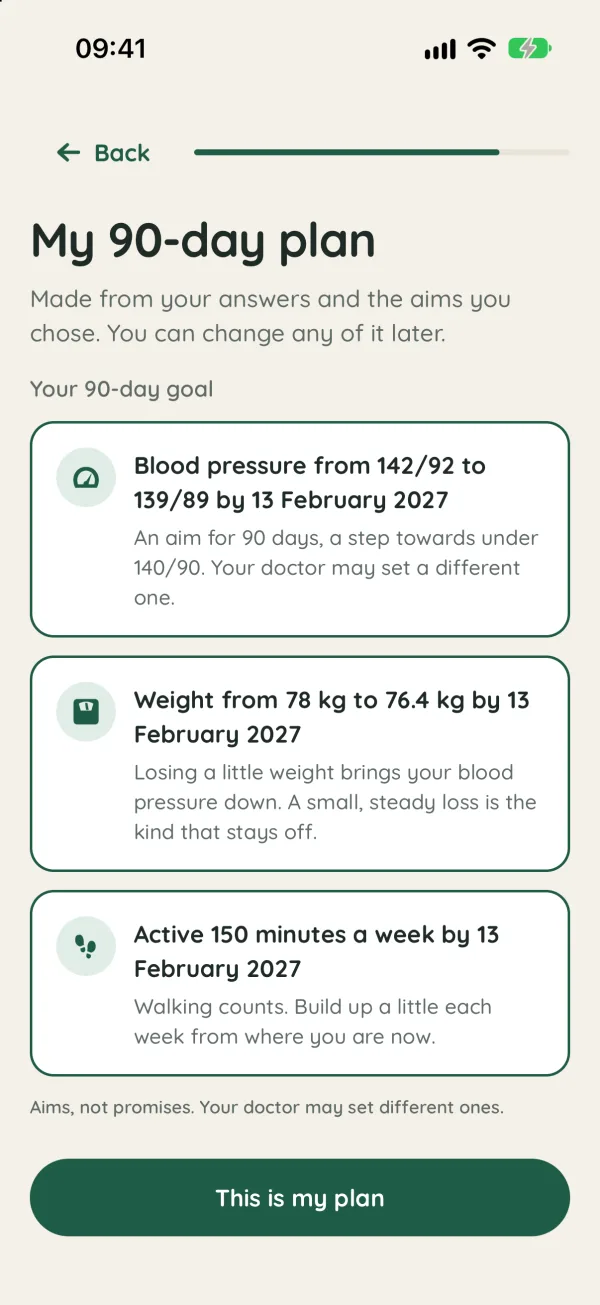 09:41
Back
My 90-day plan
Made from your answers and the aims you
chose. You can change any of it later.
Your 90-day goal
Blood pressure from 142/92 to
139/89 by 13 February 2027
An aim for 90 days, a step towards under
140/90. Your doctor may set a different
one.
Weight from 78 kg to 76.4 kg by 13
February 2027
Losing a little weight brings your blood
pressure down. A small, steady loss is the
kind that stays off.
Active 150 minutes a week by 13
February 2027
Walking counts. Build up a little each
week from where you are now.
Aims, not promises. Your doctor may set different ones.
This is my plan